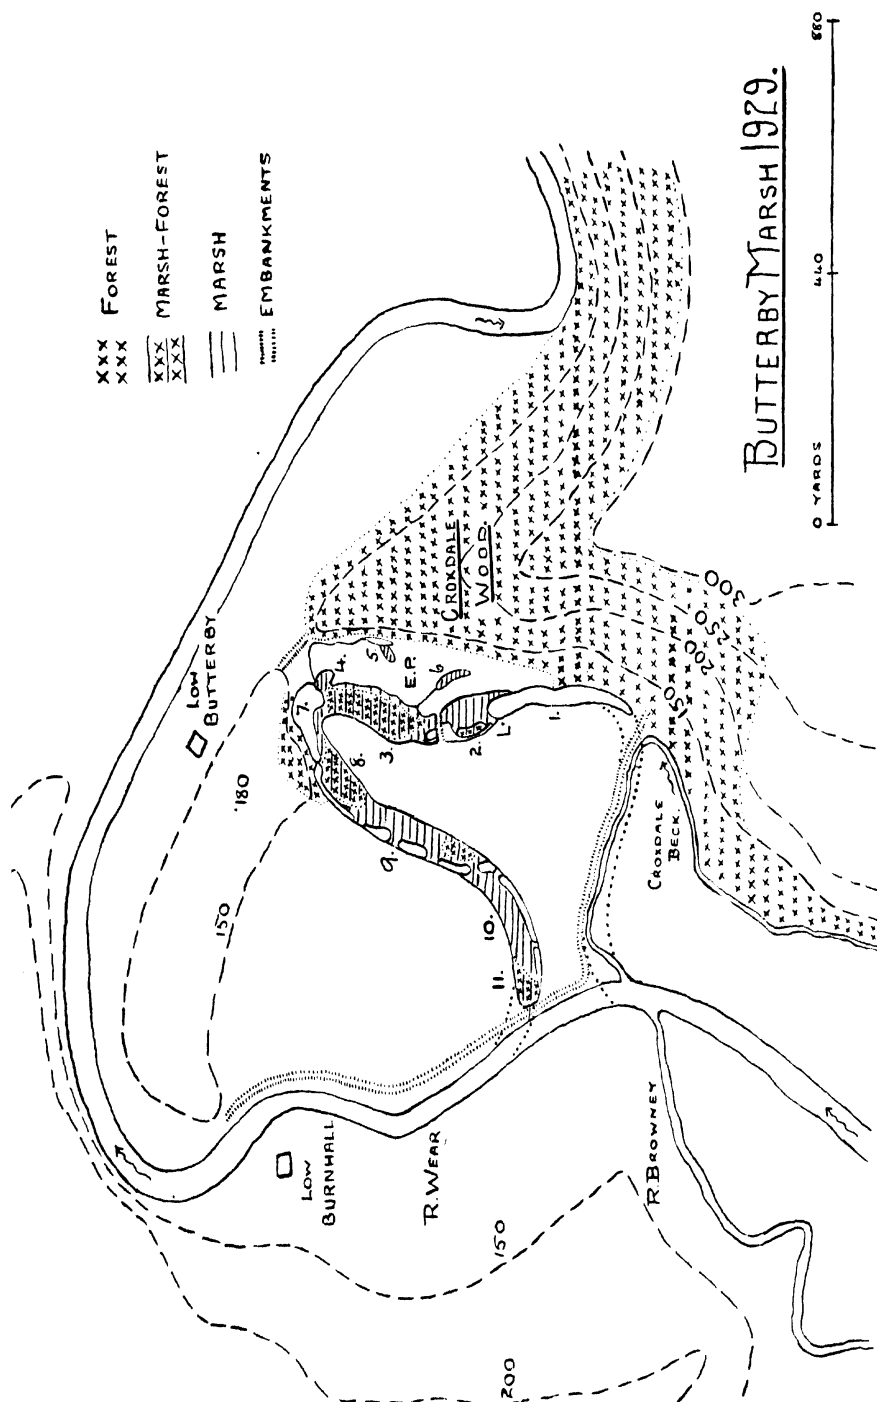 BUTTERBY MARSH 1929.
0 YARDS
440
880
FOREST
MARSH-FOREST
MARSH
EMBANKMENTS
LOW
BUTTERBY
180
150
CROXDALE
WOOD.
4.
5
E.P.
6
7.
8.
3.
2.
L.
1.
9.
10.
11.
150
200
250
300
CROXDALE
BECK.
LOW
BURNHALL
R. WEAR
R. BROWNEY
150
200